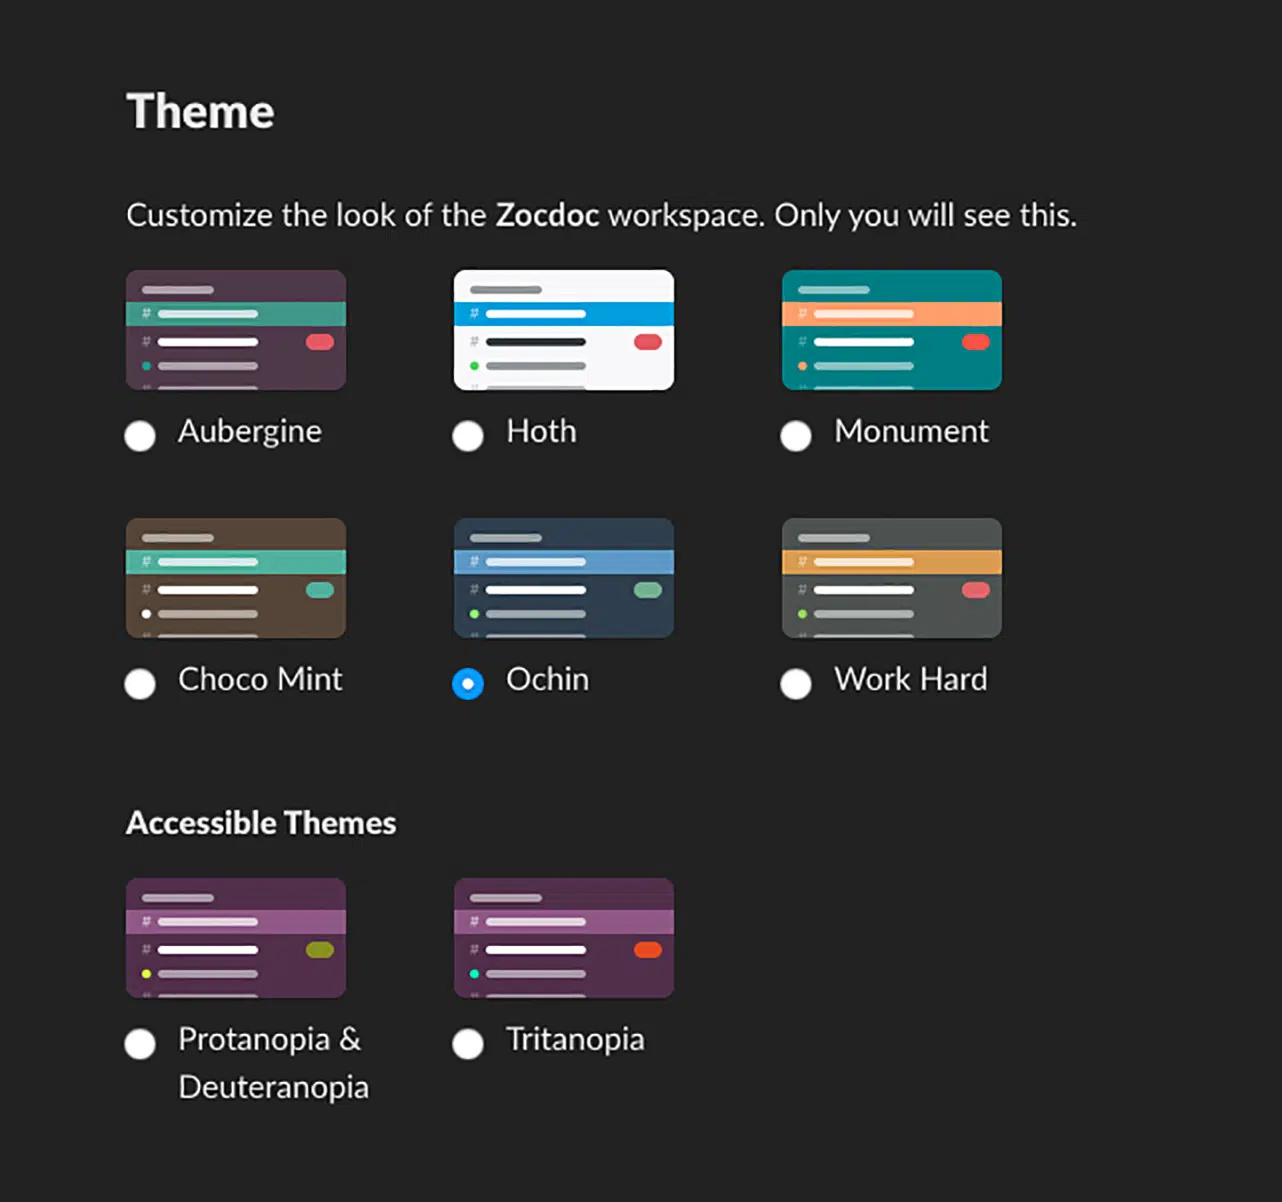 Theme
Customize the look of the Zocdoc workspace. Only you will see this.
#
#
#
#
#
#
Aubergine
Hoth
Monument
#
#
#
#
#
#
Choco Mint
Ochin
Work Hard
Accessible Themes
#
#
#
#
Protanopia &
Deuteranopia
Tritanopia